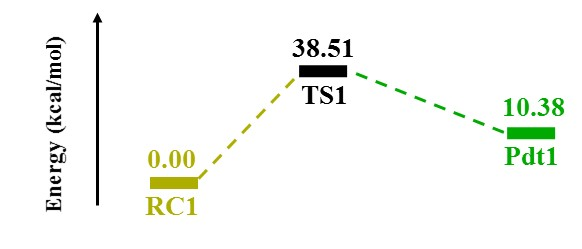 Energy (kcal/mol)
38.51
TS1
10.38
Pdt1
0.00
RC1